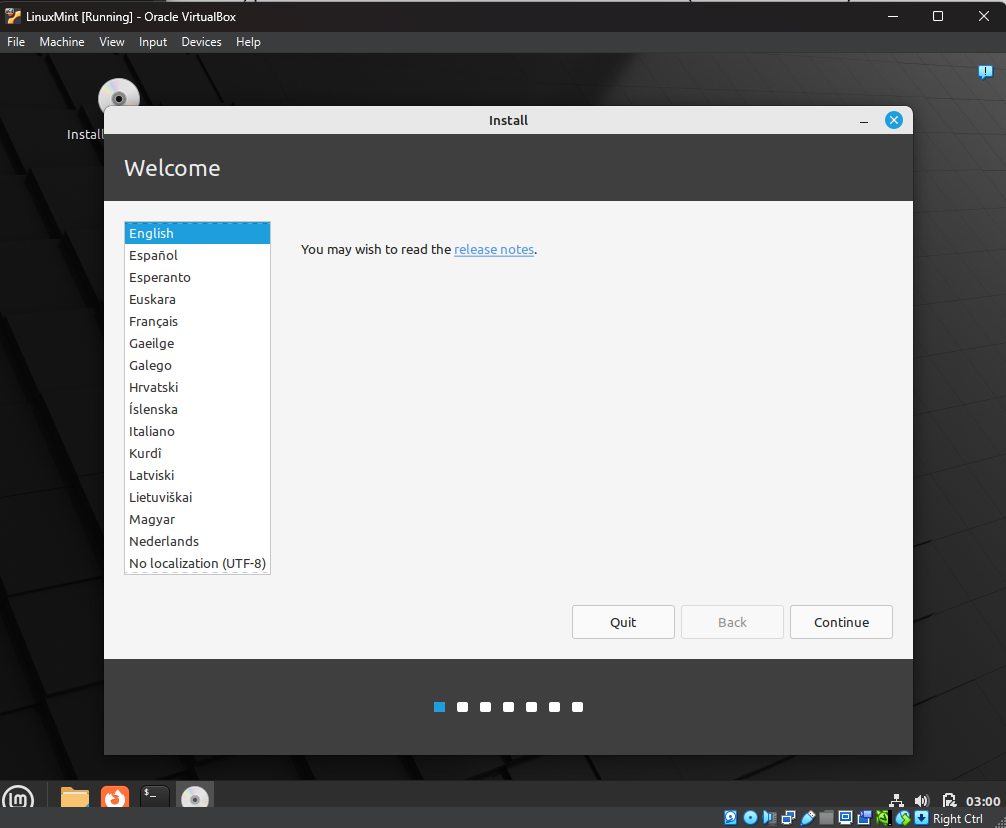 LinuxMint [Running] - Oracle VirtualBox
File Machine View Input Devices Help
Install
Install
Welcome
English
Español
Esperanto
Euskara
Français
Gaeilge
Galego
Hrvatski
Íslenska
Italiano
Kurdî
Latviski
Lietuviškai
Magyar
Nederlands
No localization (UTF-8)
You may wish to read the release notes.
Quit Back Continue
03:00
Right Ctrl